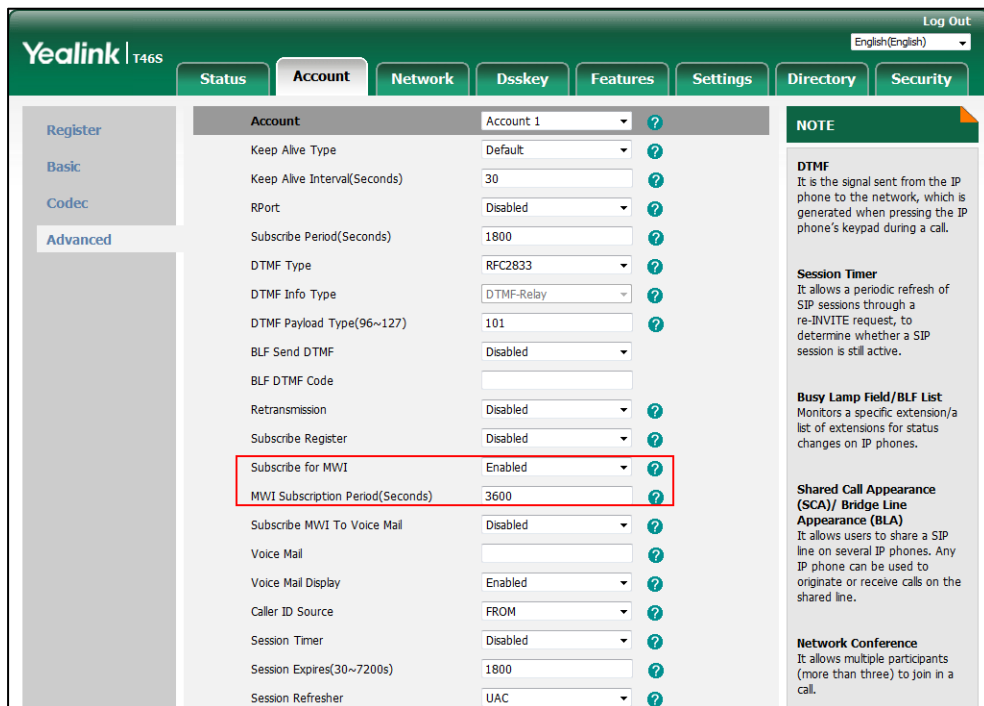 Log Out
Yealink T46S
English(English)
Status Account Network Dsskey Features Settings Directory Security
Register
Basic
Codec
Advanced
Account Account 1 ?
Keep Alive Type Default ?
Keep Alive Interval(Seconds) 30 ?
RPort Disabled ?
Subscribe Period(Seconds) 1800 ?
DTMF Type RFC2833 ?
DTMF Info Type DTMF-Relay ?
DTMF Payload Type(96~127) 101 ?
BLF Send DTMF Disabled
BLF DTMF Code
Retransmission Disabled ?
Subscribe Register Disabled ?
Subscribe for MWI Enabled ?
MWI Subscription Period(Seconds) 3600 ?
Subscribe MWI To Voice Mail Disabled ?
Voice Mail ?
Voice Mail Display Enabled ?
Caller ID Source FROM ?
Session Timer Disabled ?
Session Expires(30~7200s) 1800 ?
Session Refresher UAC ?
NOTE
DTMF
It is the signal sent from the IP
phone to the network, which is
generated when pressing the IP
phone's keypad during a call.
Session Timer
It allows a periodic refresh of
SIP sessions through a
re-INVITE request, to
determine whether a SIP
session is still active.
Busy Lamp Field/BLF List
Monitors a specific extension/a
list of extensions for status
changes on IP phones.
Shared Call Appearance
(SCA)/ Bridge Line
Appearance (BLA)
It allows users to share a SIP
line on several IP phones. Any
IP phone can be used to
originate or receive calls on the
shared line.
Network Conference
It allows multiple participants
(more than three) to join in a
call.